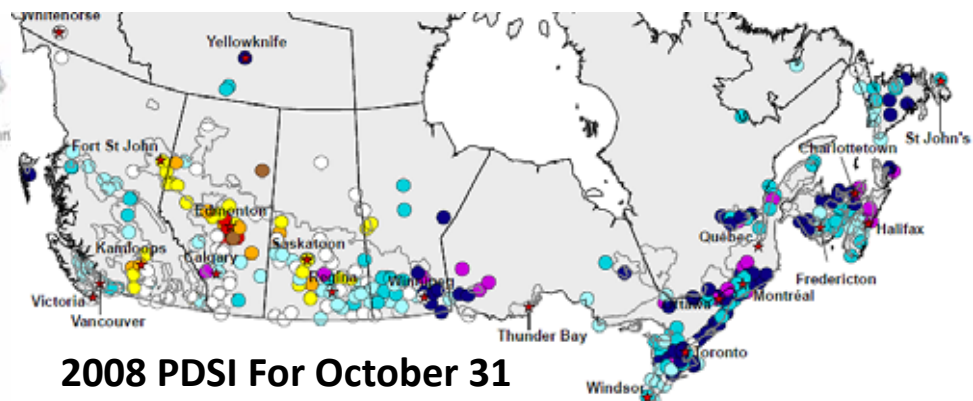 Whitehorse
Yellowknife
Fort St John
St John's
Charlottetown
Edmonton
Halifax
Québec
Kamloops
Calgary
Saskatoon
Fredericton
Regina
Winnipeg
Ottawa
Montréal
Victoria
Vancouver
Thunder Bay
Toronto
2008 PDSI For October 31
Windsor